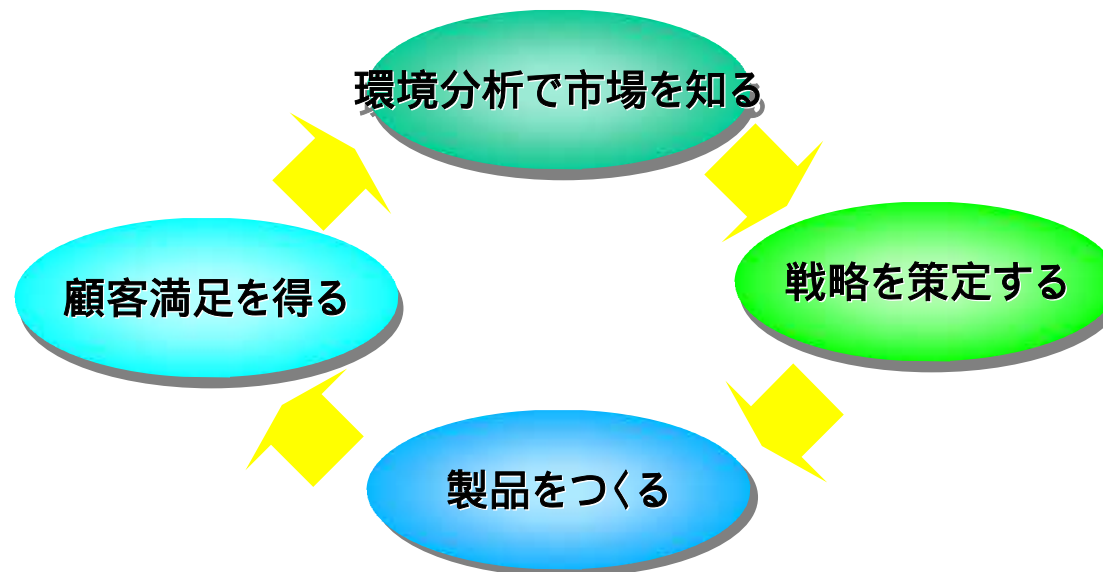 環境分析で市場を知る
戦略を策定する
製品をつくる
顧客満足を得る